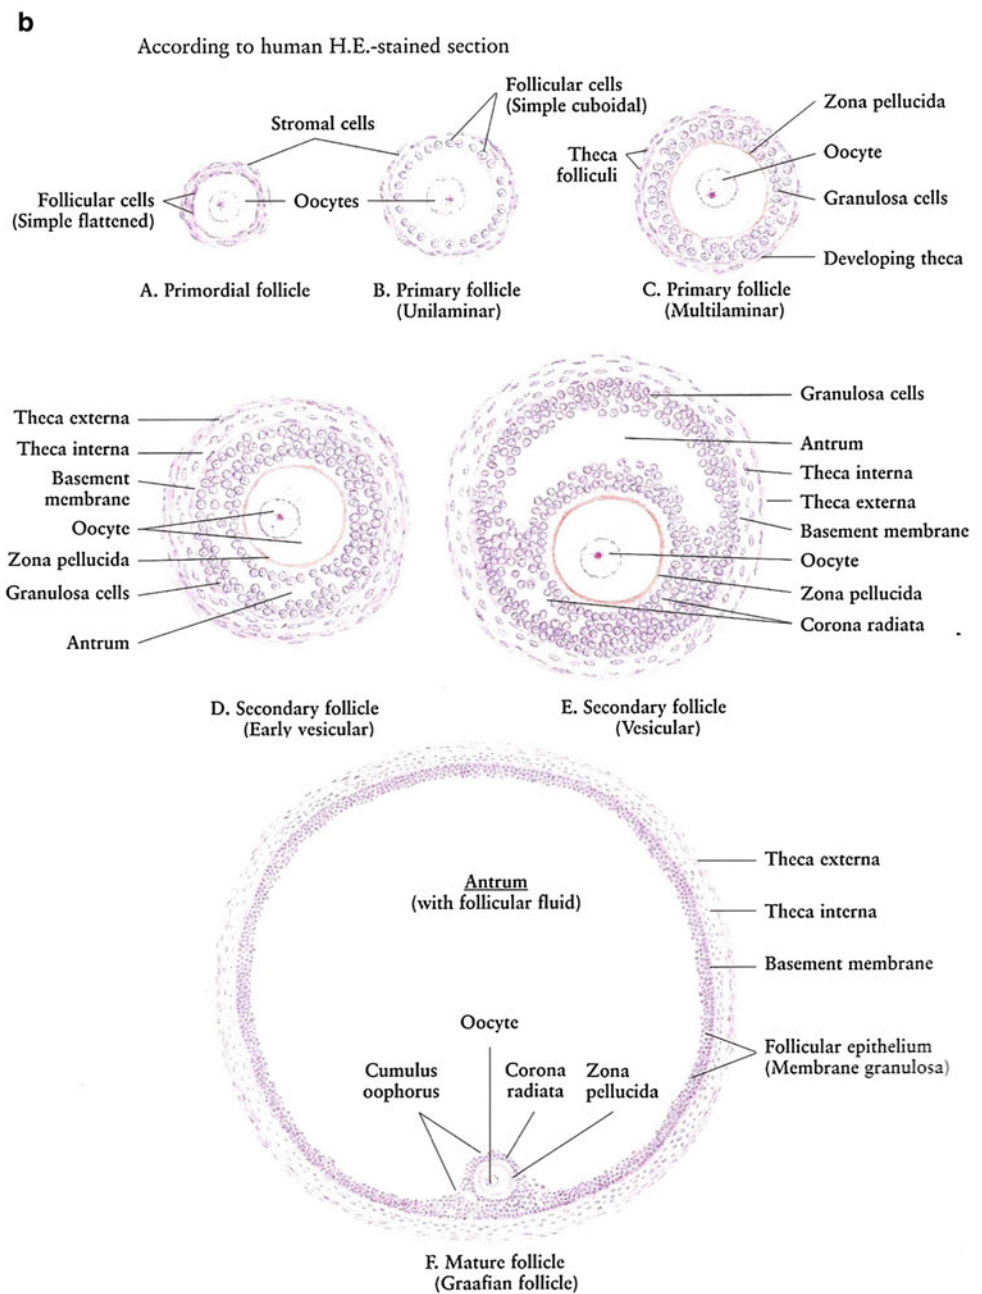 b
According to human H.E.-stained section
Follicular cells
(Simple cuboidal)
Stromal cells
Follicular cells
(Simple flattened)
Oocytes
Theca
folliculi
Zona pellucida
Oocyte
Granulosa cells
Developing theca
A. Primordial follicle
B. Primary follicle
(Unilaminar)
C. Primary follicle
(Multilaminar)
Theca externa
Theca interna
Basement
membrane
Oocyte
Zona pellucida
Granulosa cells
Antrum
Granulosa cells
Antrum
Theca interna
Theca externa
Basement membrane
Oocyte
Zona pellucida
Corona radiata
D. Secondary follicle
(Early vesicular)
E. Secondary follicle
(Vesicular)
Antrum
(with follicular fluid)
Theca externa
Theca interna
Basement membrane
Follicular epithelium
(Membrane granulosa)
Oocyte
Cumulus
oophorus
Corona
radiata
Zona
pellucida
F. Mature follicle
(Graafian follicle)